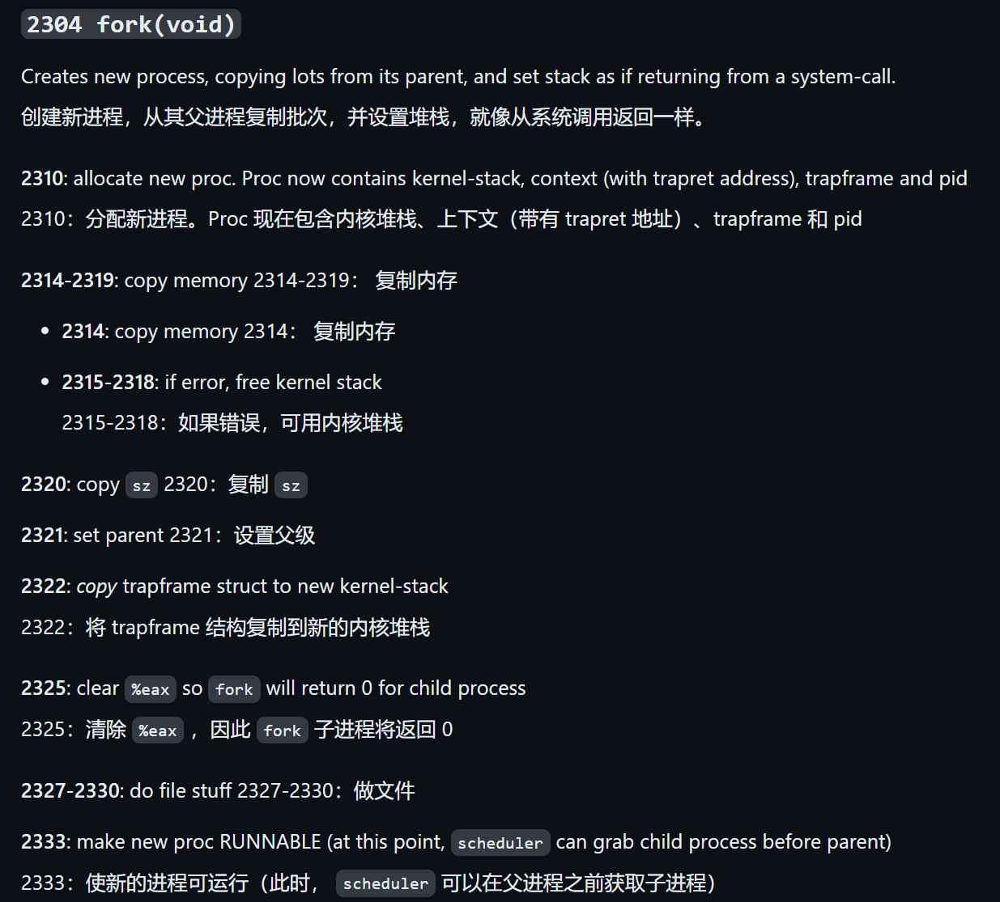 2304 fork(void)
Creates new process, copying lots from its parent, and set stack as if returning from a system-call.
创建新进程，从其父进程复制批次，并设置堆栈，就像从系统调用返回一样。
2310: allocate new proc. Proc now contains kernel-stack, context (with trapret address), trapframe and pid
2310：分配新进程。Proc 现在包含内核堆栈、上下文（带有 trapret 地址）、trapframe 和 pid
2314-2319: copy memory 2314-2319： 复制内存
• 2314: copy memory 2314： 复制内存
• 2315-2318: if error, free kernel stack
2315-2318：如果错误，可用内核堆栈
2320: copy sz 2320：复制 sz
2321: set parent 2321：设置父级
2322: copy trapframe struct to new kernel-stack
2322：将 trapframe 结构复制到新的内核堆栈
2325: clear %eax so fork will return 0 for child process
2325：清除 %eax ，因此 fork 子进程将返回 0
2327-2330: do file stuff 2327-2330：做文件
2333: make new proc RUNNABLE (at this point, scheduler can grab child process before parent)
2333：使新的进程可运行（此时， scheduler 可以在父进程之前获取子进程）